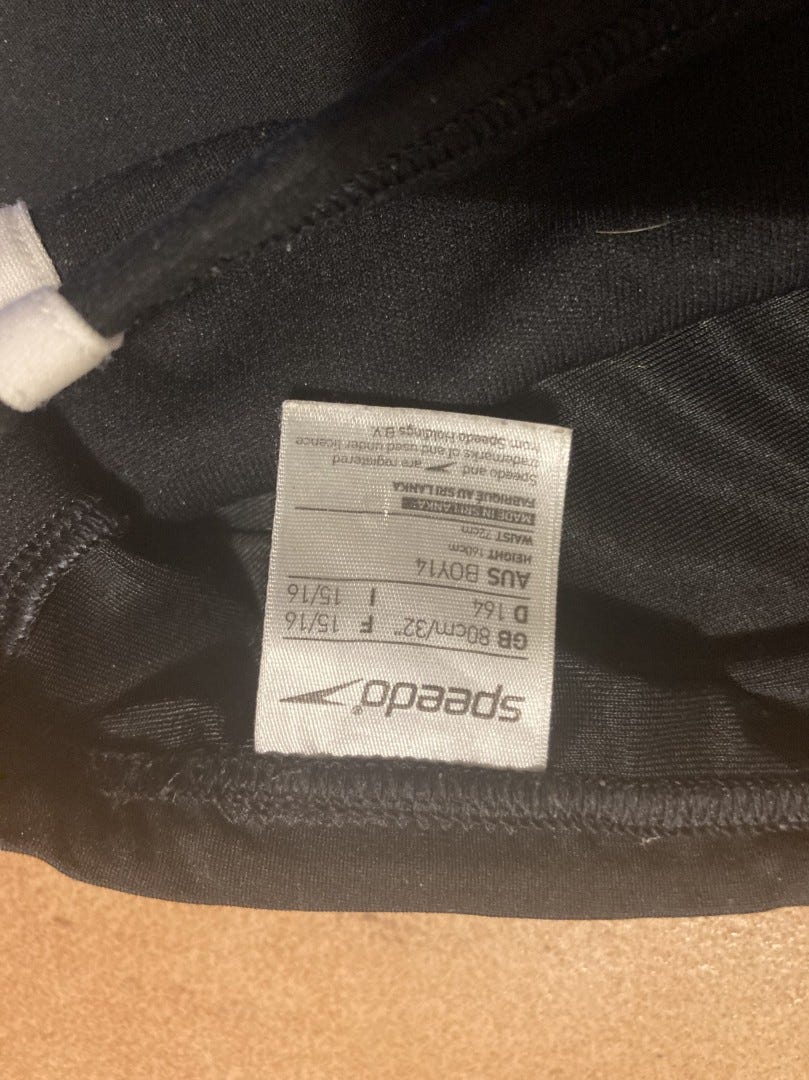 speedo®
GB 80cm/32" F 15/16
D 164 I 15/16
AUS BOY14
HEIGHT 160cm
WAIST 72cm
MADE IN SRI LANKA*
FABRIQUÉ AU SRI LANKA
Speedo and are registered
trademarks of and used under licence
from Speedo Holdings B.V.